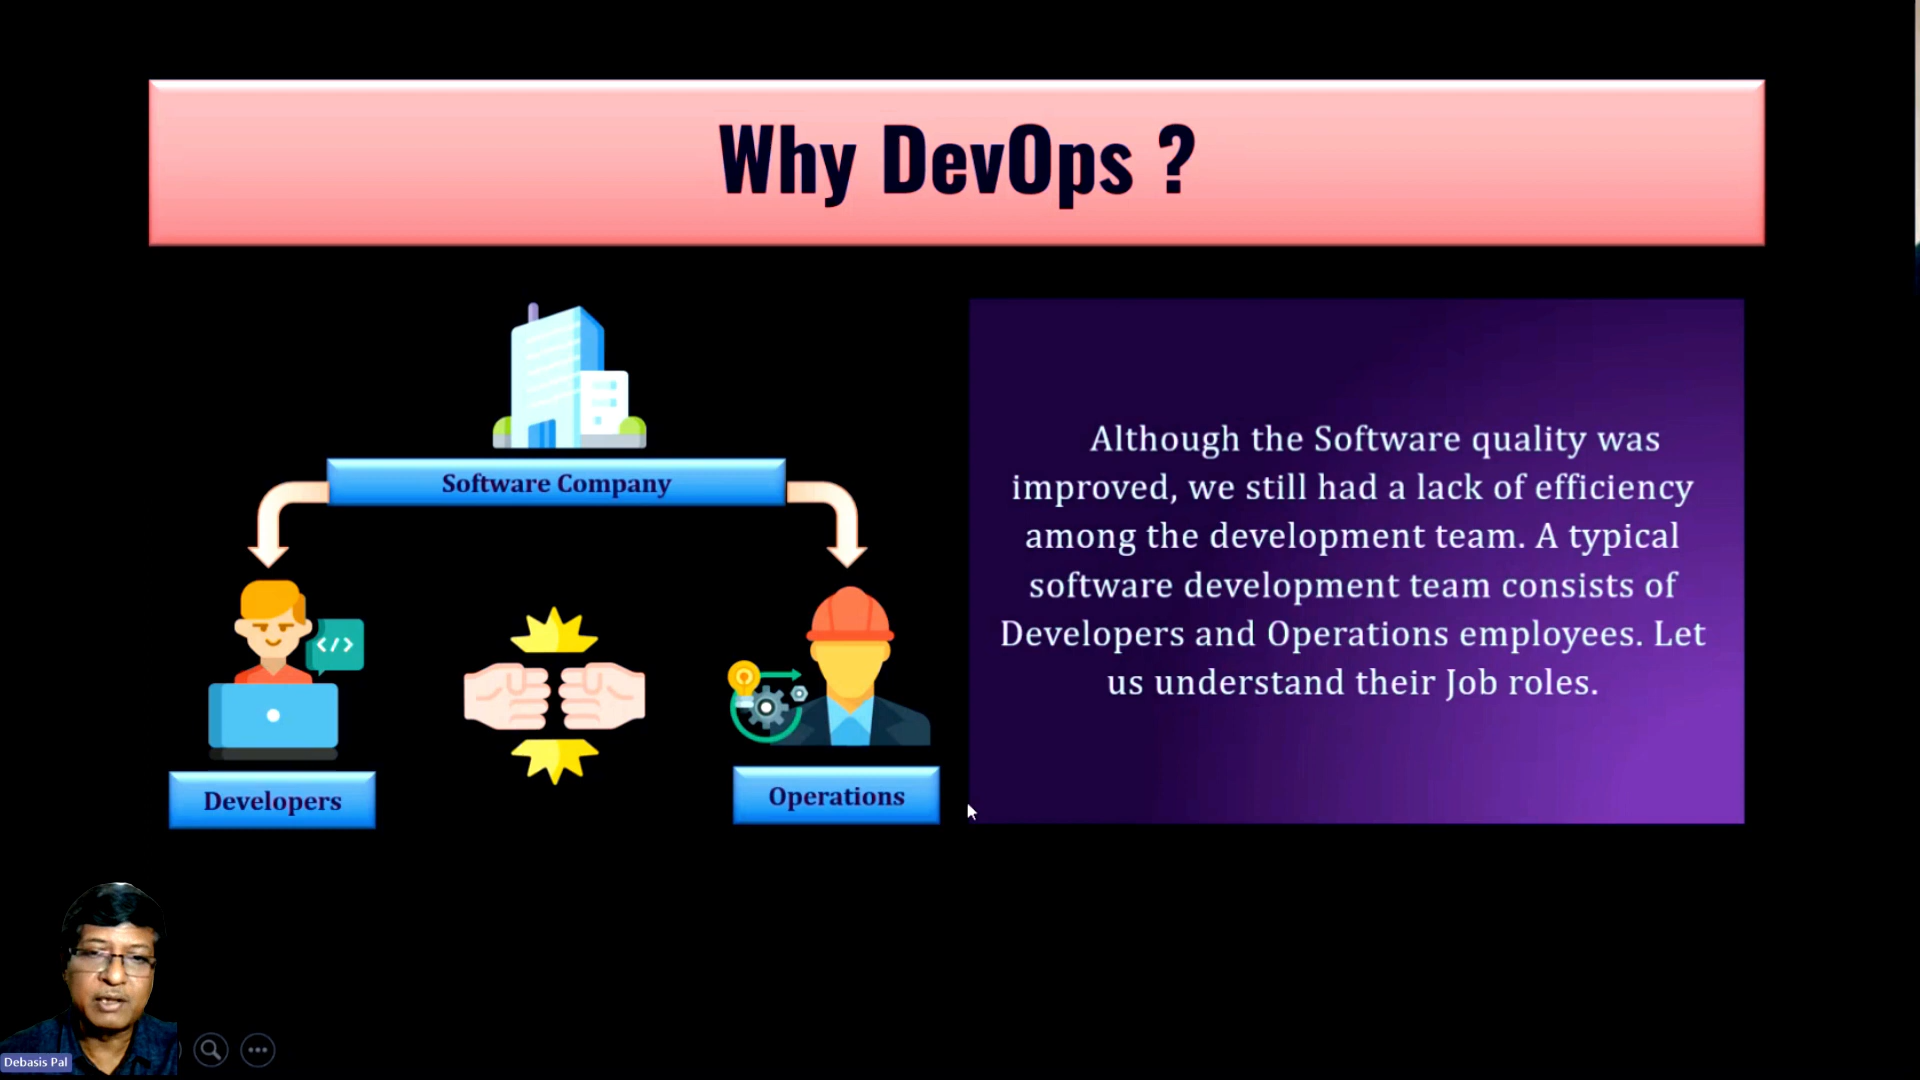 Why DevOps ?
Software Company
</>
Developers
Operations
Although the Software quality was
improved, we still had a lack of efficiency
among the development team. A typical
software development team consists of
Developers and Operations employees. Let
us understand their Job roles.
Debasis Pal